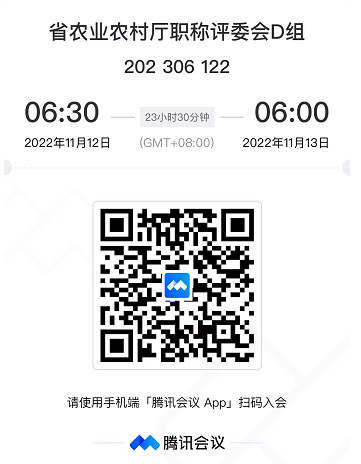 省农业农村厅职称评委会D组
202 306 122
06:30 23小时30分钟 06:00
2022年11月12日 (GMT+08:00) 2022年11月13日
请使用手机端「腾讯会议 App」扫码入会
腾讯会议